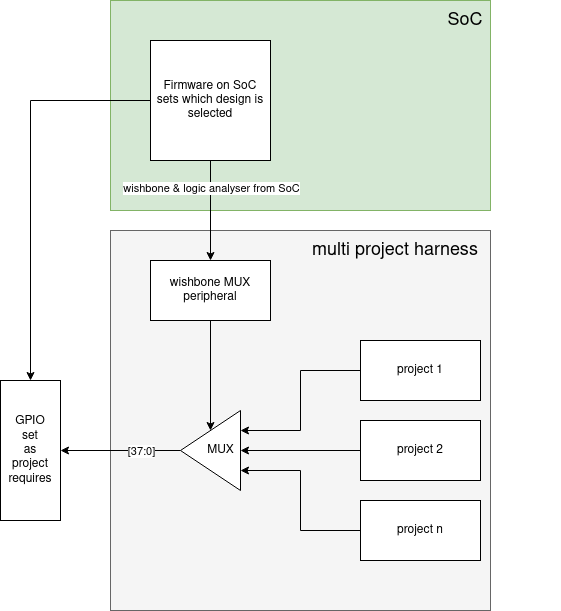 SoC
Firmware on SoC
sets which design is
selected
wishbone & logic analyser from SoC
multi project harness
wishbone MUX
peripheral
project 1
GPIO
set
as
project
requires
[37:0]
MUX
project 2
project n